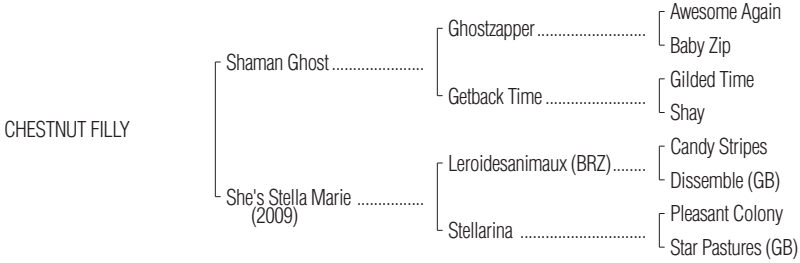 Awesome Again
Ghostzapper ..........................
Baby Zip
Shaman Ghost ......................
Gilded Time
Getback Time ........................
Shay
CHESTNUT FILLY
Candy Stripes
Leroidesanimaux (BRZ) ........
Dissemble (GB)
She's Stella Marie ................
(2009)
Pleasant Colony
Stellarina ..............................
Star Pastures (GB)